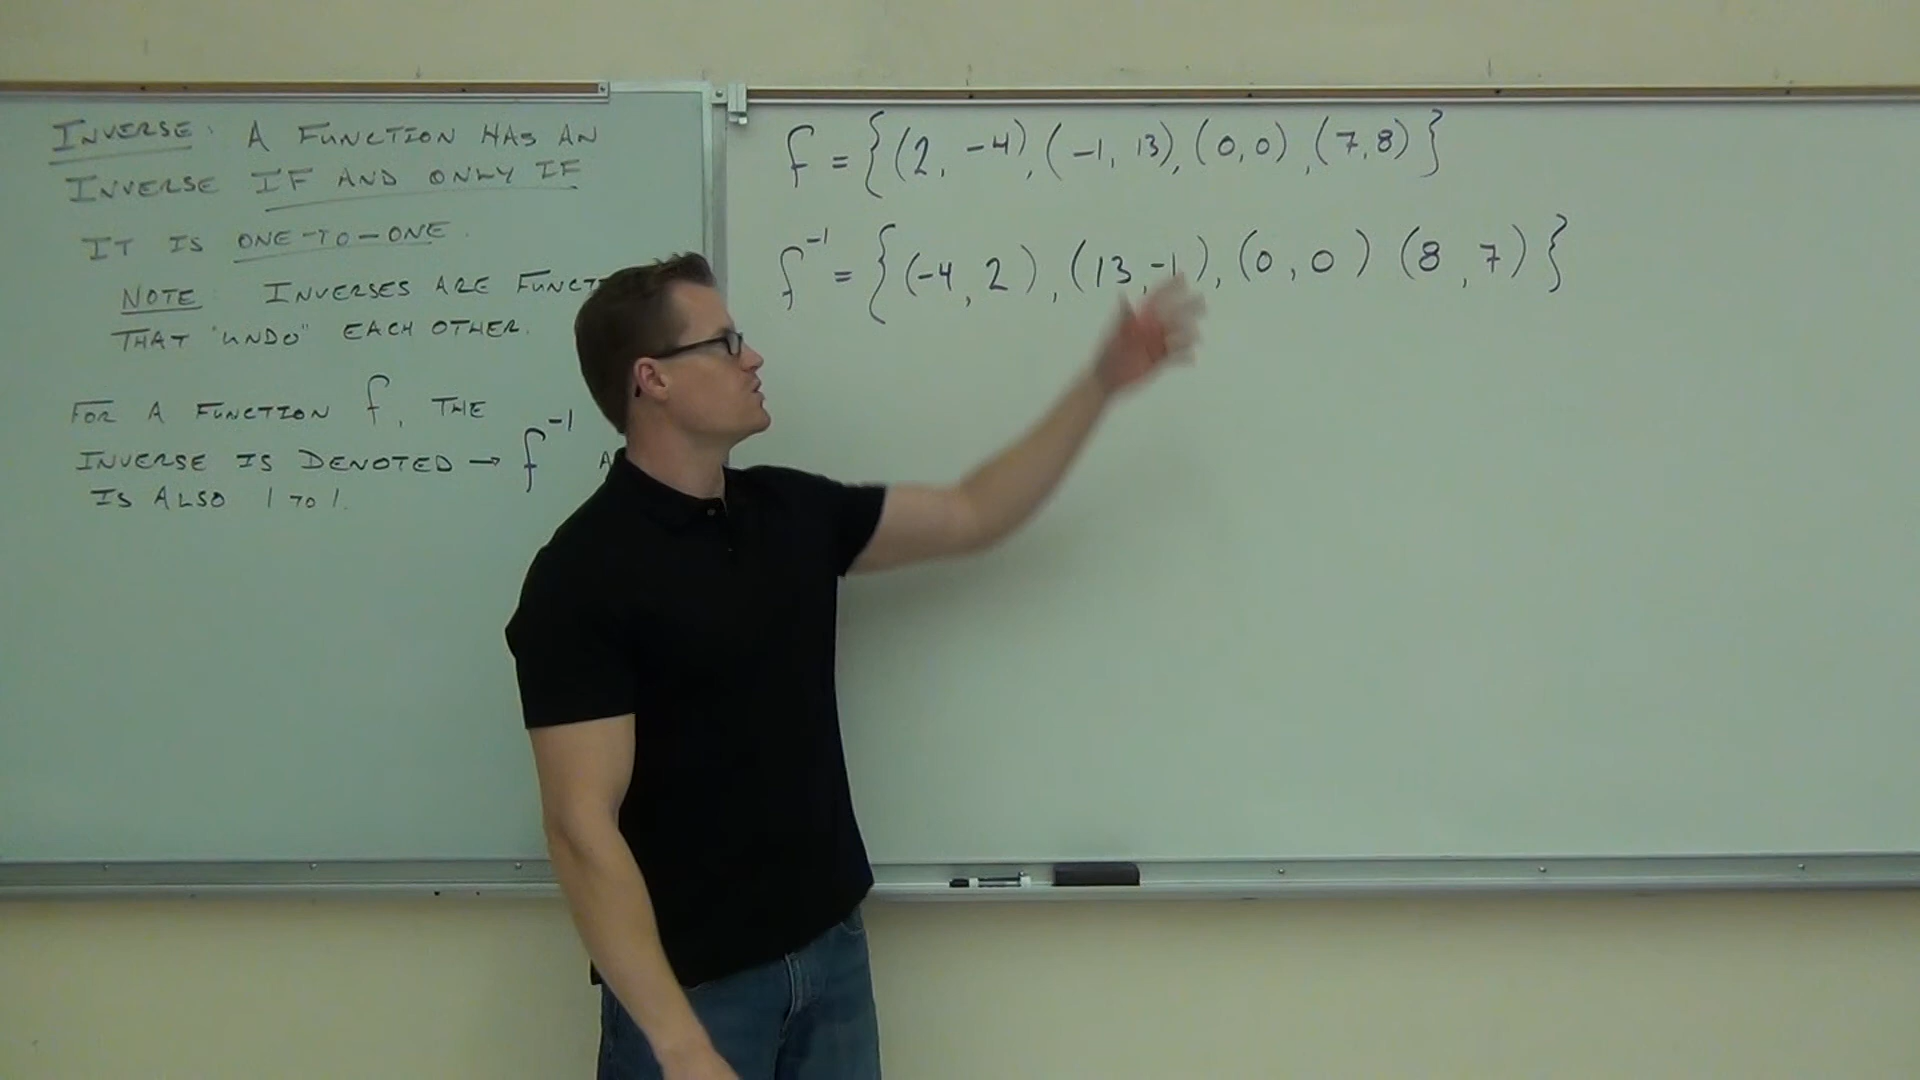 INVERSE: A FUNCTION HAS AN
INVERSE IF AND ONLY IF
IT IS ONE-TO-ONE.
NOTE: INVERSES ARE
THAT "UNDO" EACH OTHER.
FOR A FUNCTION f, THE
INVERSE IS DENOTED → f⁻¹
IS ALSO 1 TO 1.
f = {(2, -4), (-1, 13), (0,0), (7,8)}
f⁻¹ = {(-4, 2), (13, -1), (0, 0) (8, 7)}